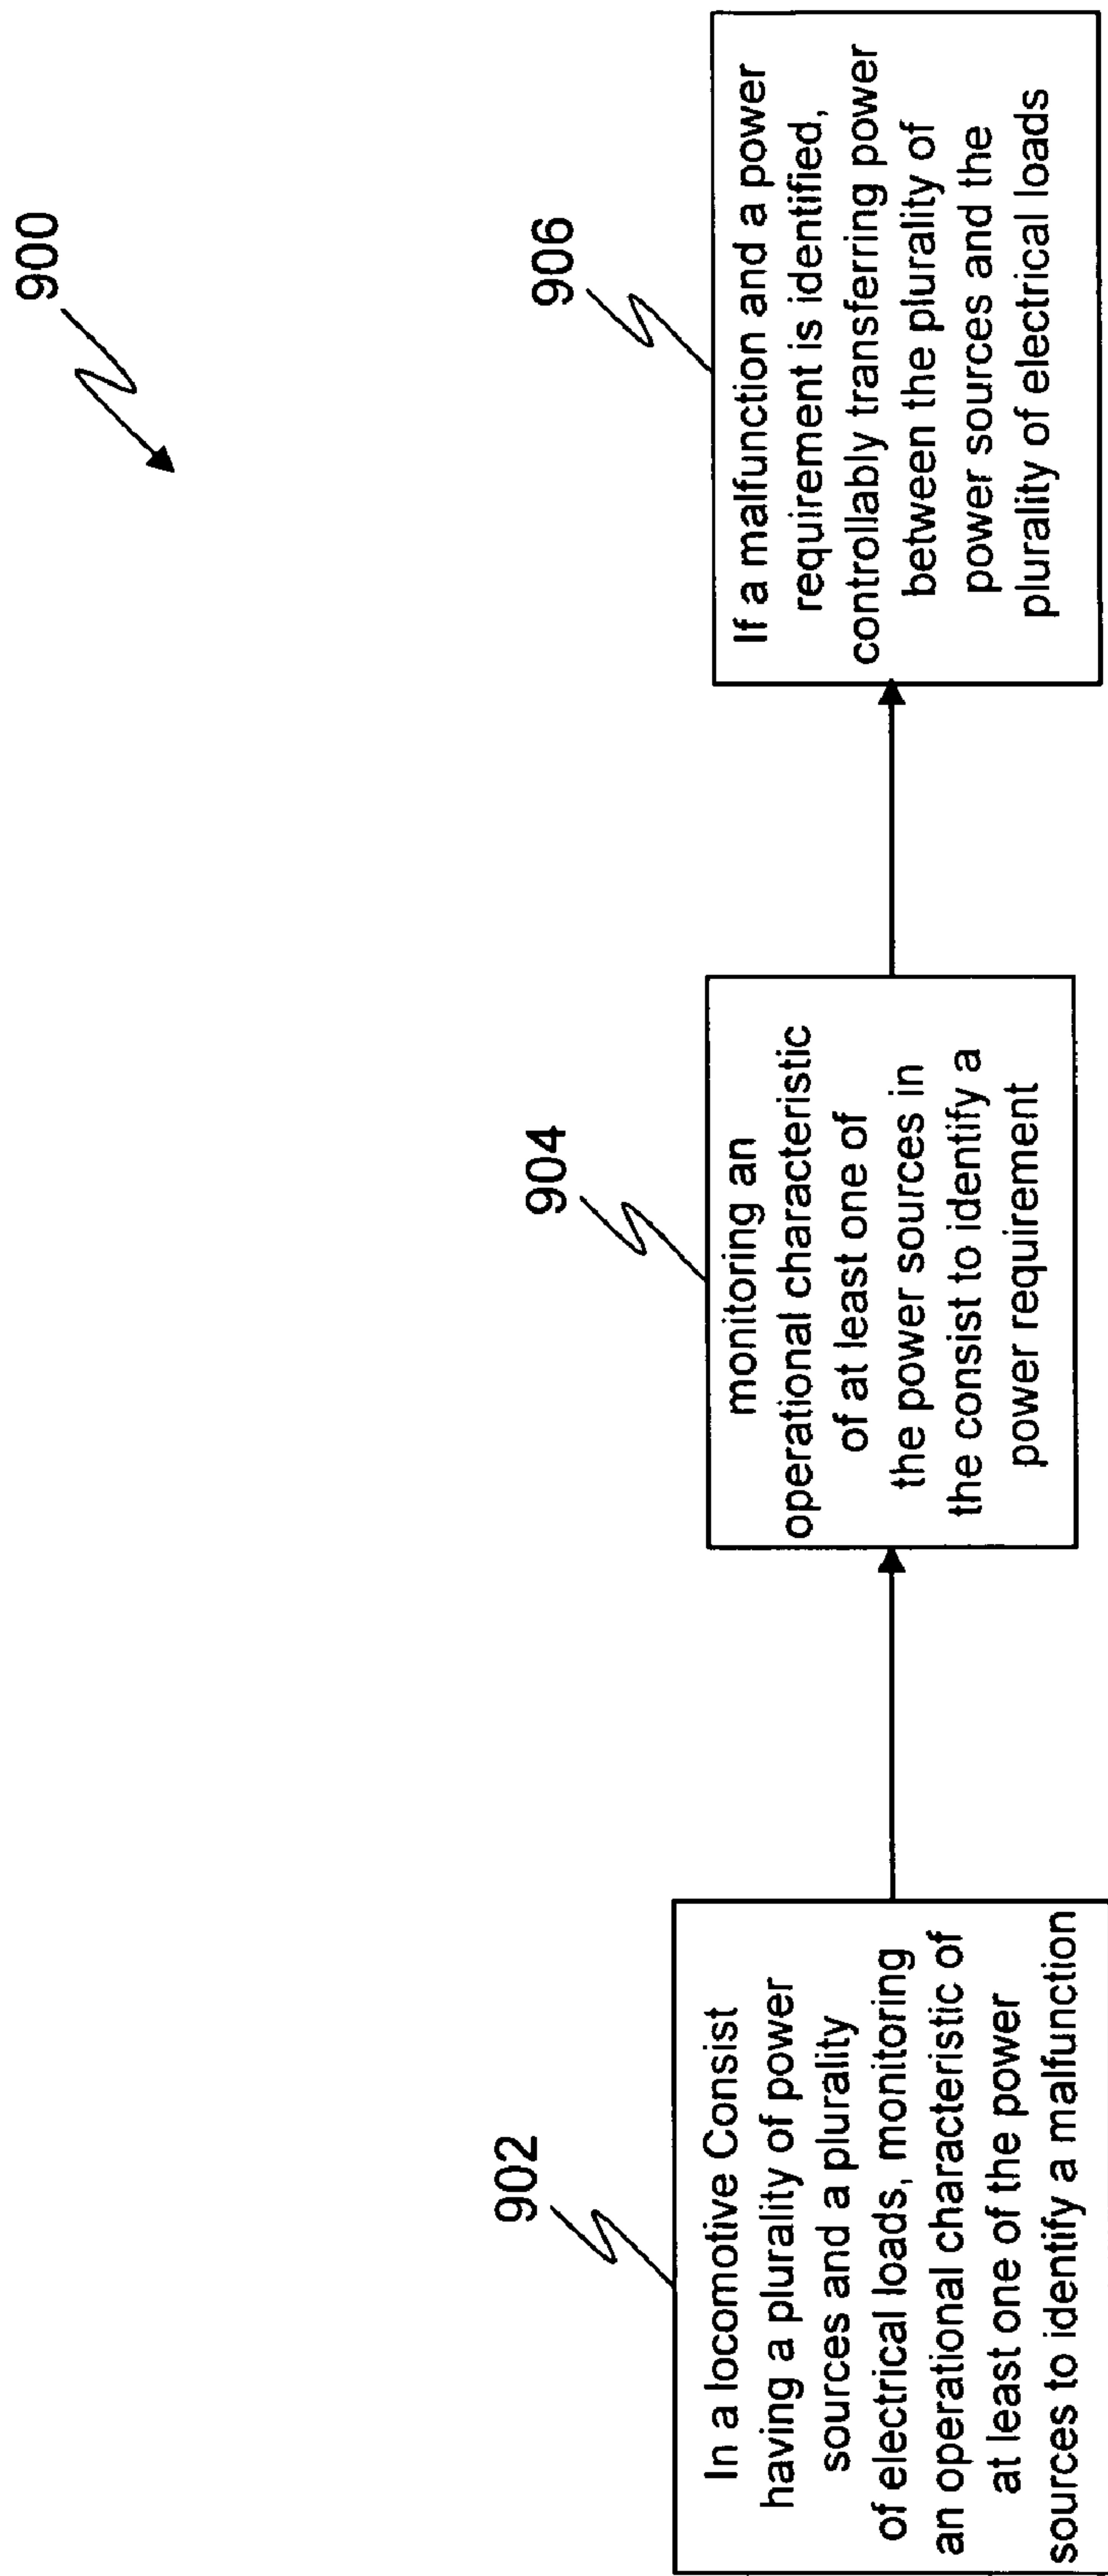 900
902
In a locomotive Consist
having a plurality of power
sources and a plurality
of electrical loads, monitoring
an operational characteristic of
at least one of the power
sources to identify a malfunction
904
monitoring an
operational characteristic
of at least one of
the power sources in
the consist to identify a
power requirement
906
If a malfunction and a power
requirement is identified,
controllably transferring power
between the plurality of
power sources and the
plurality of electrical loads